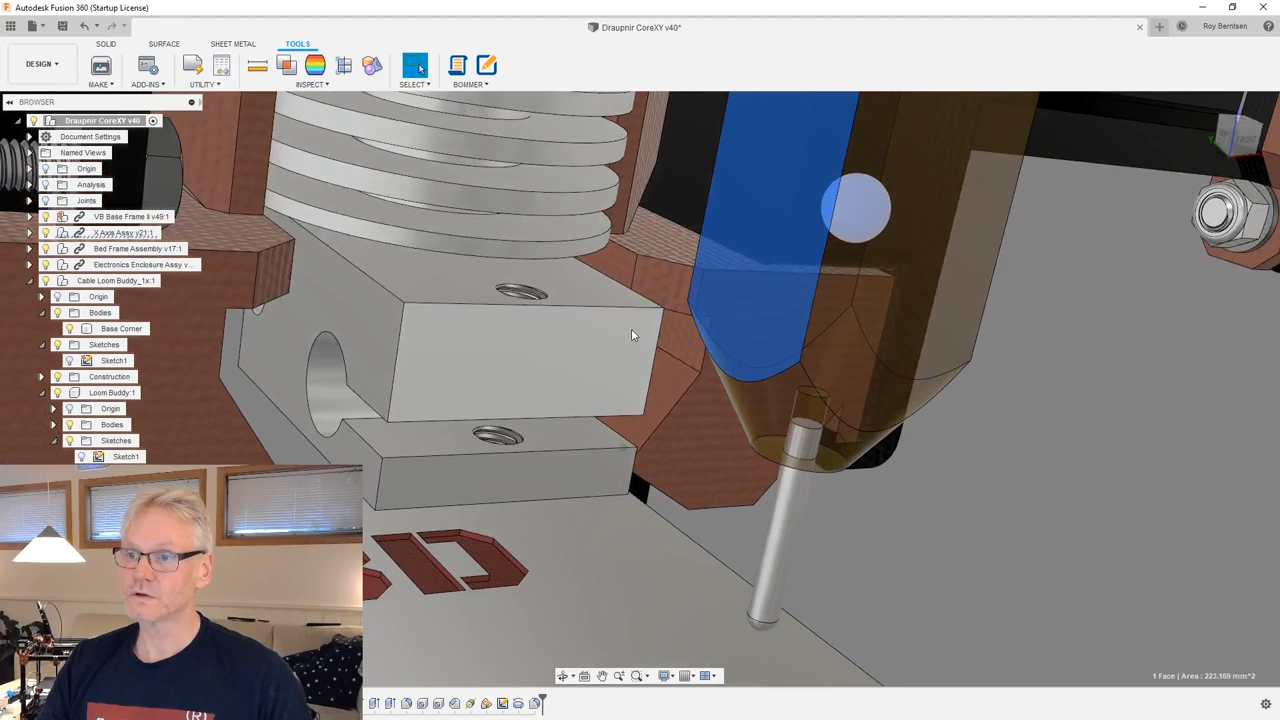 Autodesk Fusion 360 (Startup License)
Draupnir CoreXY v40*
Roy Berntsen
DESIGN
SOLID
SURFACE
SHEET METAL
TOOLS
MAKE
ADD-INS
UTILITY
INSPECT
SELECT
BOMMER
BROWSER
Draupnir CoreXY v40
Document Settings
Named Views
Origin
Analysis
Joints
VB Base Frame II v49:1
X Axis Assy v21:1
Bed Frame Assembly v17:1
Electronics Enclosure Assy v...
Cable Loom Buddy_1x:1
Origin
Bodies
Base Corner
Sketches
Sketch1
Construction
Loom Buddy:1
Origin
Bodies
Sketches
Sketch1
FRONT
Y
D
(R)
1 Face | Area : 223.169 mm^2